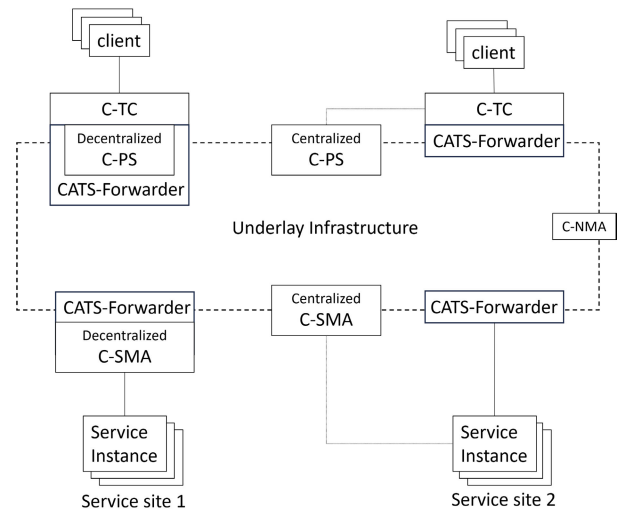 client
client
C-TC
C-TC
Decentralized
C-PS
CATS-Forwarder
Centralized
C-PS
CATS-Forwarder
Underlay Infrastructure
C-NMA
CATS-Forwarder
Decentralized
C-SMA
Centralized
C-SMA
CATS-Forwarder
Service
Instance
Service site 1
Service
Instance
Service site 2